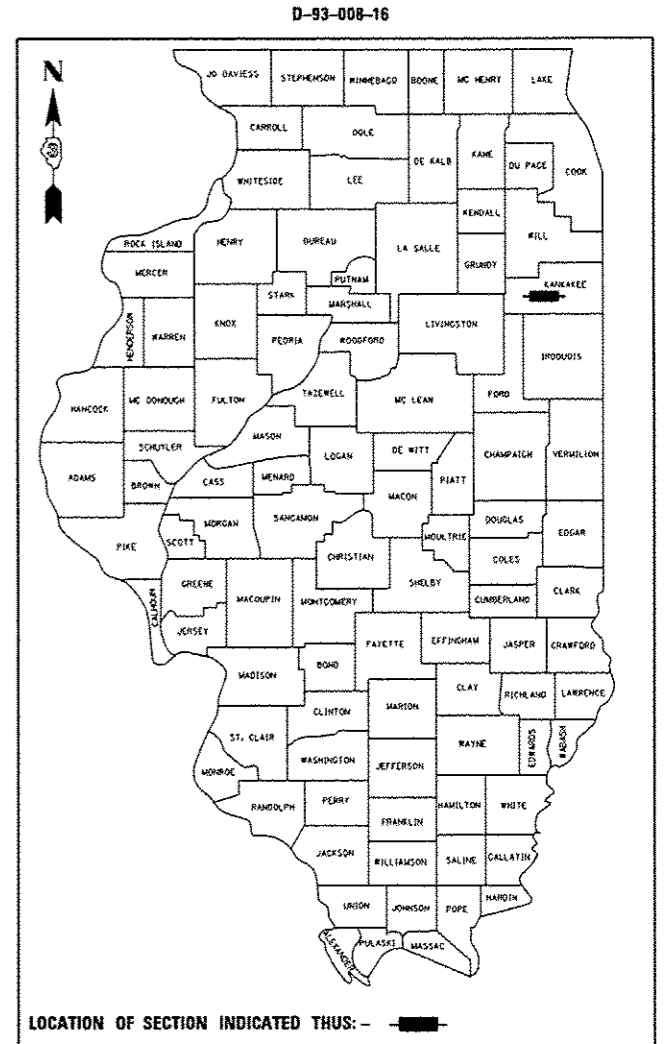 D-93-008-16
N
JO DAVIESS STEPHENSON WINNEBAGO BOONE MC HENRY LAKE
CARROLL OGLE
DE KALB KANE DU PAGE COOK
WHITESIDE LEE
KENDALL WILL
ROCK ISLAND HENRY BUREAU LA SALLE GRUNDY
MERCER PUTNAM KANKAKEE
STARK MARSHALL
HENDERSON WARREN KNOX PEORIA WOODFORD LIVINGSTON IROQUOIS
HANCOCK MC DONOUGH FULTON TAZEWELL MC LEAN FORD
SCHUYLER MASON LOGAN DE WITT CHAMPAIGN VERMILION
ADAMS BROWN CASS MENARD MACON PIATT
MORGAN SANGAMON DOUGLAS EDGAR
PIKE SCOTT CHRISTIAN MOULTRIE COLES
GREENE SHELBY CUMBERLAND CLARK
CALHOUN MACOUPIN MONTGOMERY
JERSEY FAYETTE EFFINGHAM JASPER CRAWFORD
MADISON BOND CLAY RICHLAND LAWRENCE
CLINTON MARION
ST. CLAIR WAYNE EDWARDS WABASH
MONROE WASHINGTON JEFFERSON
RANDOLPH PERRY HAMILTON WHITE
FRANKLIN
JACKSON WILLIAMSON SALINE GALLATIN
UNION JOHNSON POPE HARDIN
ALEXANDER PULASKI MASSAC
LOCATION OF SECTION INDICATED THUS: -